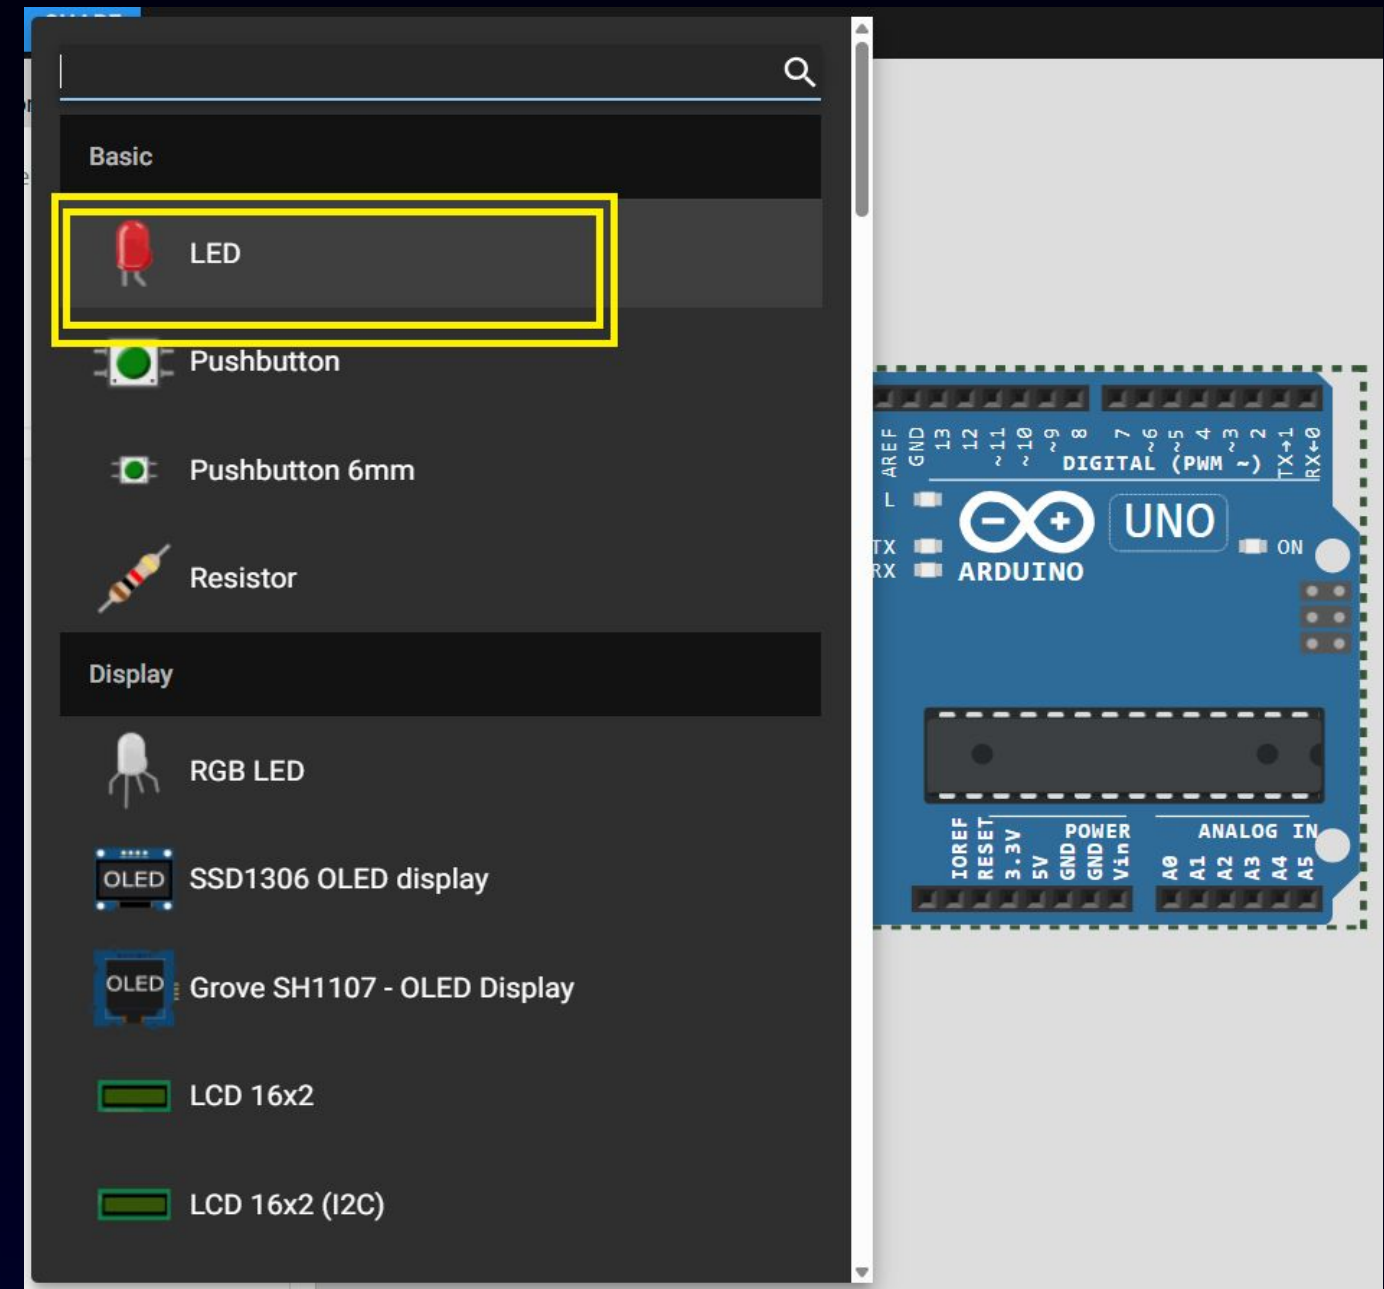 Basic
LED
Pushbutton
Pushbutton 6mm
Resistor
Display
RGB LED
OLED
SSD1306 OLED display
OLED
Grove SH1107 - OLED Display
LCD 16x2
LCD 16x2 (I2C)
AREF
GND
13
12
~11
~10
~9
8
7
~6
~5
4
~3
2
TX→1
RX←0
DIGITAL (PWM ~)
L
TX
RX
UNO
ON
ARDUINO
IOREF
RESET
3.3V
5V
GND
GND
Vin
POWER
ANALOG IN
A0
A1
A2
A3
A4
A5